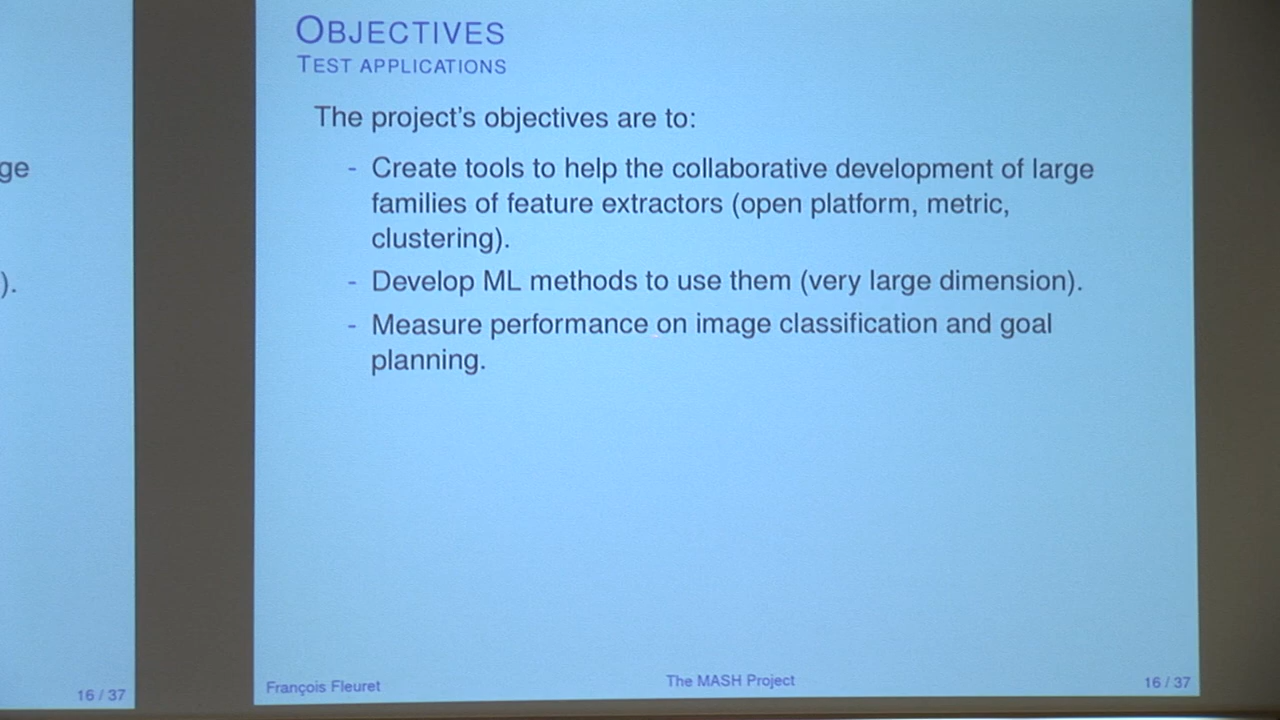 OBJECTIVES
TEST APPLICATIONS
The project's objectives are to:
- Create tools to help the collaborative development of large
families of feature extractors (open platform, metric,
clustering).
- Develop ML methods to use them (very large dimension).
- Measure performance on image classification and goal
planning.
François Fleuret
The MASH Project
16 / 37
ge
).
16 / 37